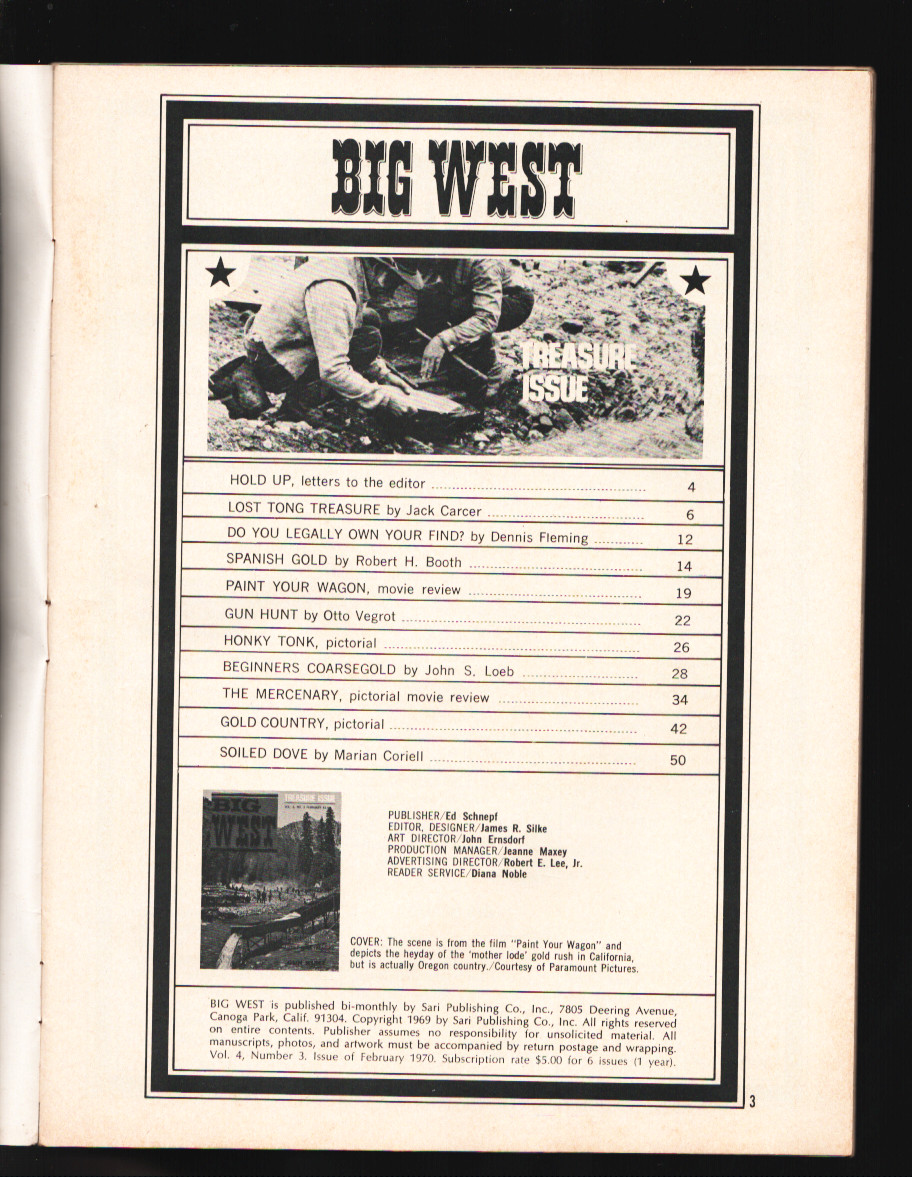 BIG WEST
TREASURE
ISSUE
HOLD UP, letters to the editor 4
LOST TONG TREASURE by Jack Carcer 6
DO YOU LEGALLY OWN YOUR FIND? by Dennis Fleming 12
SPANISH GOLD by Robert H. Booth 14
PAINT YOUR WAGON, movie review 19
GUN HUNT by Otto Vegrot 22
HONKY TONK, pictorial 26
BEGINNERS COARSEGOLD by John S. Loeb 28
THE MERCENARY, pictorial movie review 34
GOLD COUNTRY, pictorial 42
SOILED DOVE by Marian Coriell 50
BIG
WEST
TREASURE ISSUE
PUBLISHER/Ed Schnepf
EDITOR, DESIGNER/James R. Silke
ART DIRECTOR/John Ernsdorf
PRODUCTION MANAGER/Jeanne Maxey
ADVERTISING DIRECTOR/Robert E. Lee, Jr.
READER SERVICE/Diana Noble
COVER: The scene is from the film "Paint Your Wagon" and
depicts the heyday of the 'mother lode' gold rush in California,
but is actually Oregon country./Courtesy of Paramount Pictures.
BIG WEST is published bi-monthly by Sari Publishing Co., Inc., 7805 Deering Avenue,
Canoga Park, Calif. 91304. Copyright 1969 by Sari Publishing Co., Inc. All rights reserved
on entire contents. Publisher assumes no responsibility for unsolicited material. All
manuscripts, photos, and artwork must be accompanied by return postage and wrapping.
Vol. 4, Number 3. Issue of February 1970. Subscription rate $5.00 for 6 issues (1 year).
3